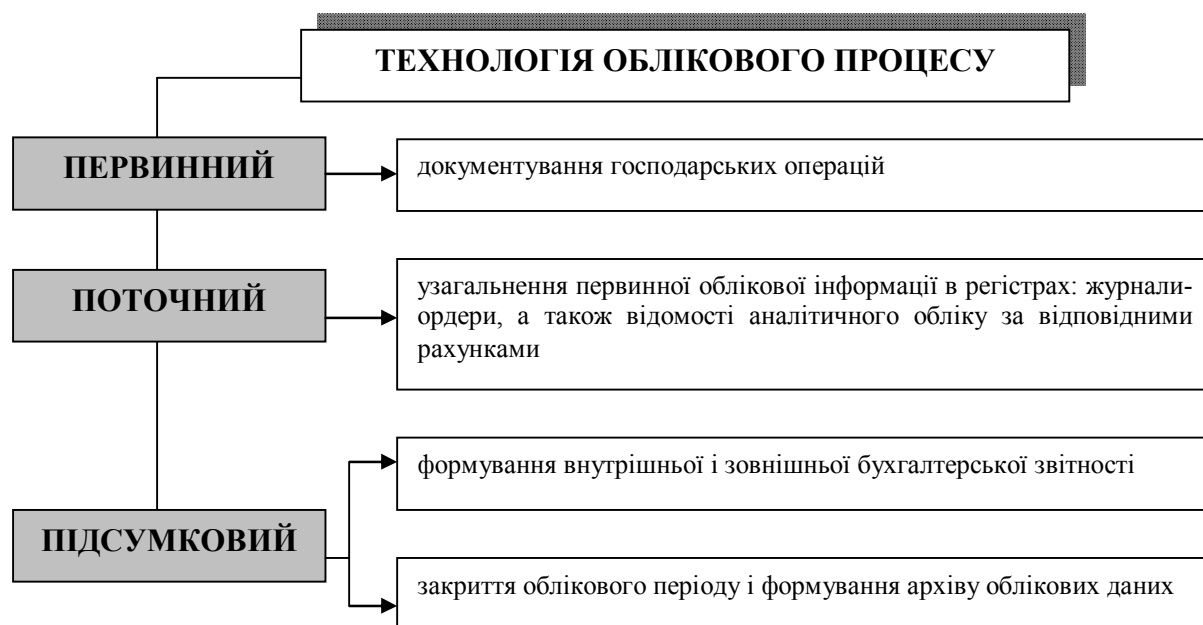 ТЕХНОЛОГІЯ ОБЛІКОВОГО ПРОЦЕСУ
ПЕРВИННИЙ
документування господарських операцій
ПОТОЧНИЙ
узагальнення первинної облікової інформації в регістрах: журнали-
ордери, а також відомості аналітичного обліку за відповідними
рахунками
ПІДСУМКОВИЙ
формування внутрішньої і зовнішньої бухгалтерської звітності
закриття облікового періоду і формування архіву облікових даних